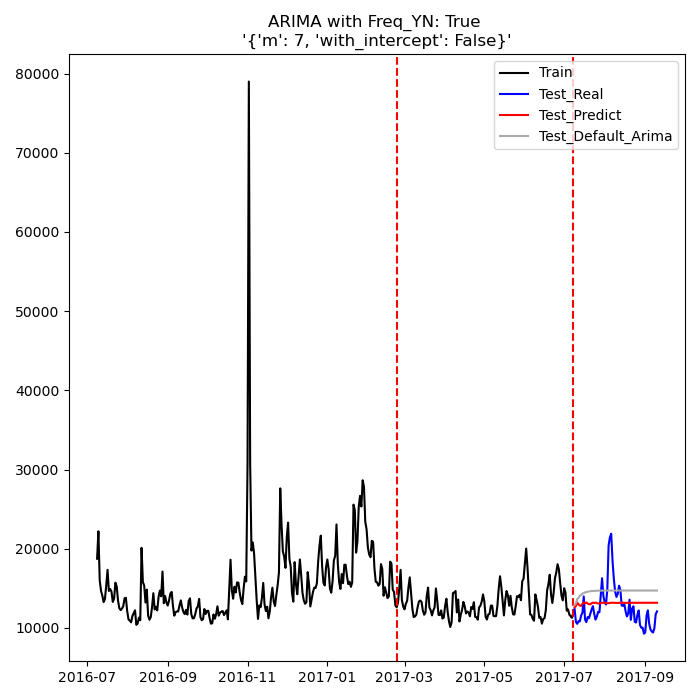 ARIMA with Freq_YN: True
'{'m': 7, 'with_intercept': False}'
80000
70000
60000
50000
40000
30000
20000
10000
Train
Test_Real
Test_Predict
Test_Default_Arima
2016-07 2016-09 2016-11 2017-01 2017-03 2017-05 2017-07 2017-09